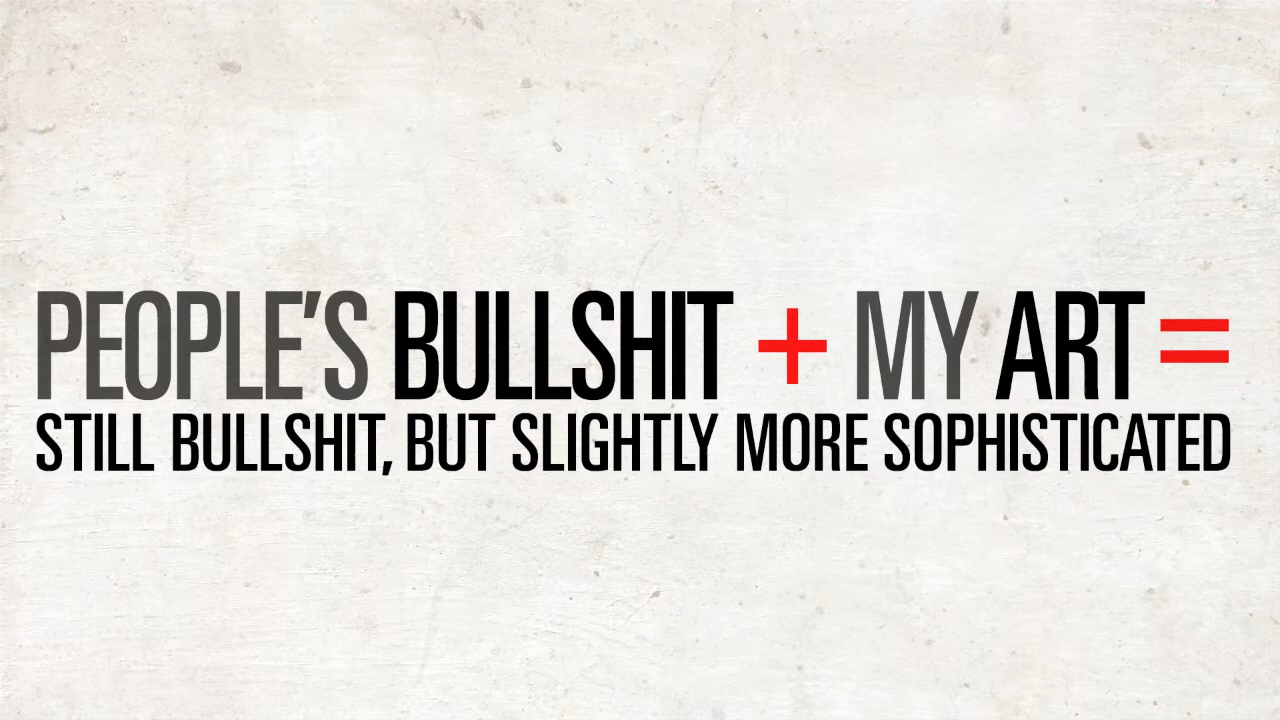 PEOPLE'S BULLSHIT + MY ART =
STILL BULLSHIT, BUT SLIGHTLY MORE SOPHISTICATED